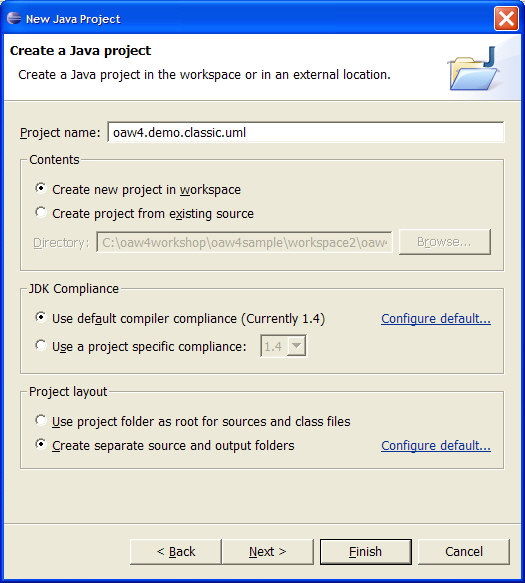 New Java Project
Create a Java project
Create a Java project in the workspace or in an external location.
Project name: oaw4.demo.classic.uml
Contents
Create new project in workspace
Create project from existing source
Directory: C:\oaw4workshop\oaw4sample\workspace2\oaw4 Browse...
JDK Compliance
Use default compiler compliance (Currently 1.4) Configure default...
Use a project specific compliance: 1.4
Project layout
Use project folder as root for sources and class files
Create separate source and output folders Configure default...
< Back Next > Finish Cancel